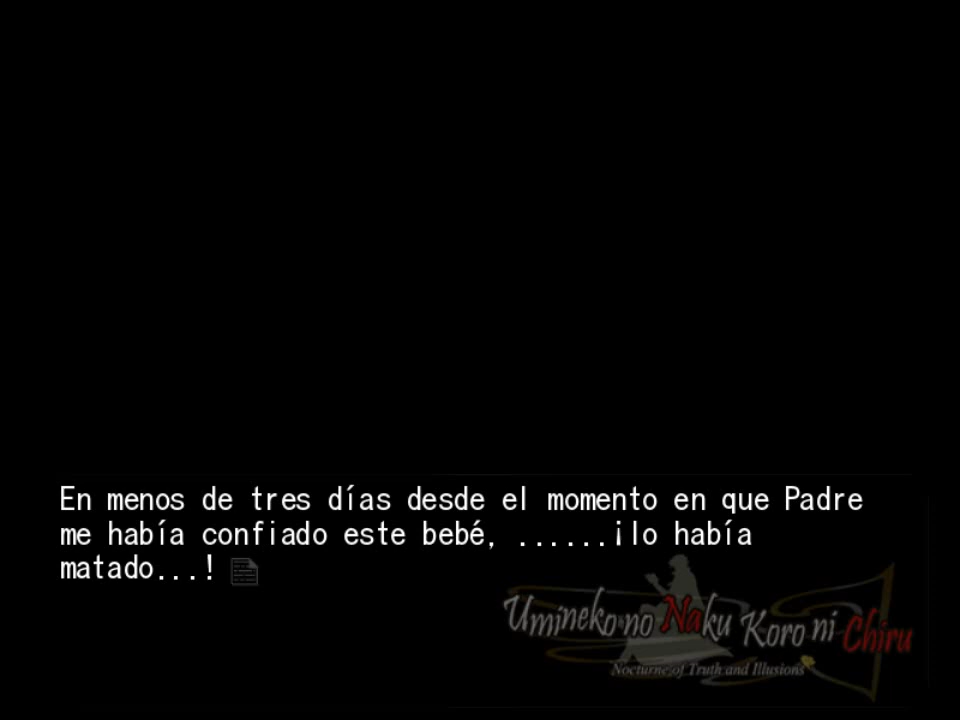 En menos de tres días desde el momento en que Padre
me había confiado este bebé, ......¡lo había
matado...!
Umineko no Naku Koro ni Chiru
Nocturne of Truth and Illusions